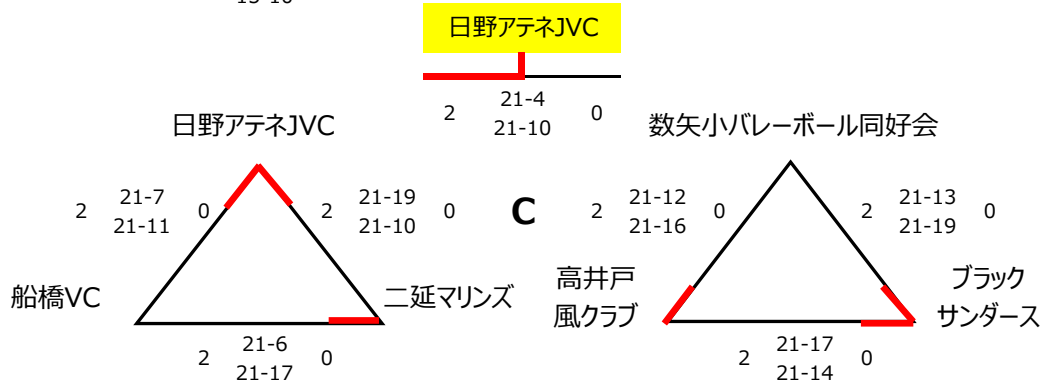 日野アテネJVC
2 21-4 0
21-10
日野アテネJVC
数矢小バレーボール同好会
2 21-7 0
21-11
2 21-19 0
21-10
C
2 21-12 0
21-16
2 21-13 0
21-19
船橋VC
二延マリンズ
高井戸
風クラブ
ブラック
サンダース
2 21-6 0
21-17
2 21-17 0
21-14